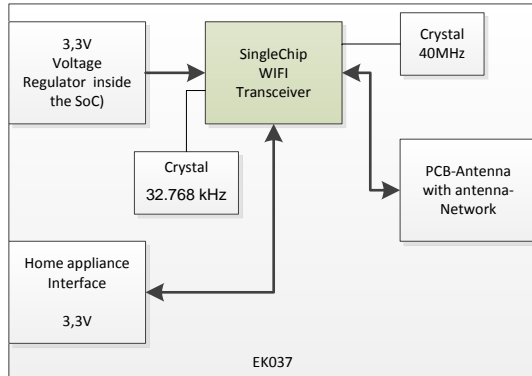 3,3V
Voltage
Regulator inside
the SoC)
SingleChip
WIFI
Transceiver
Crystal
40MHz
Crystal
32.768 kHz
PCB-Antenna
with antenna-
Network
Home appliance
Interface
3,3V
EK037